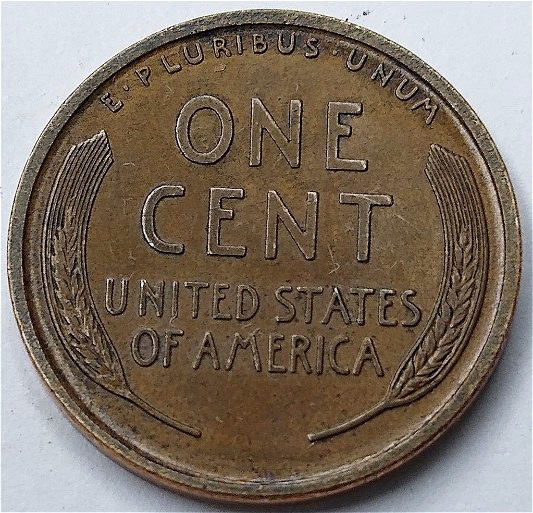 E·PLURIBUS·UNUM
ONE
CENT
UNITED STATES
OF AMERICA